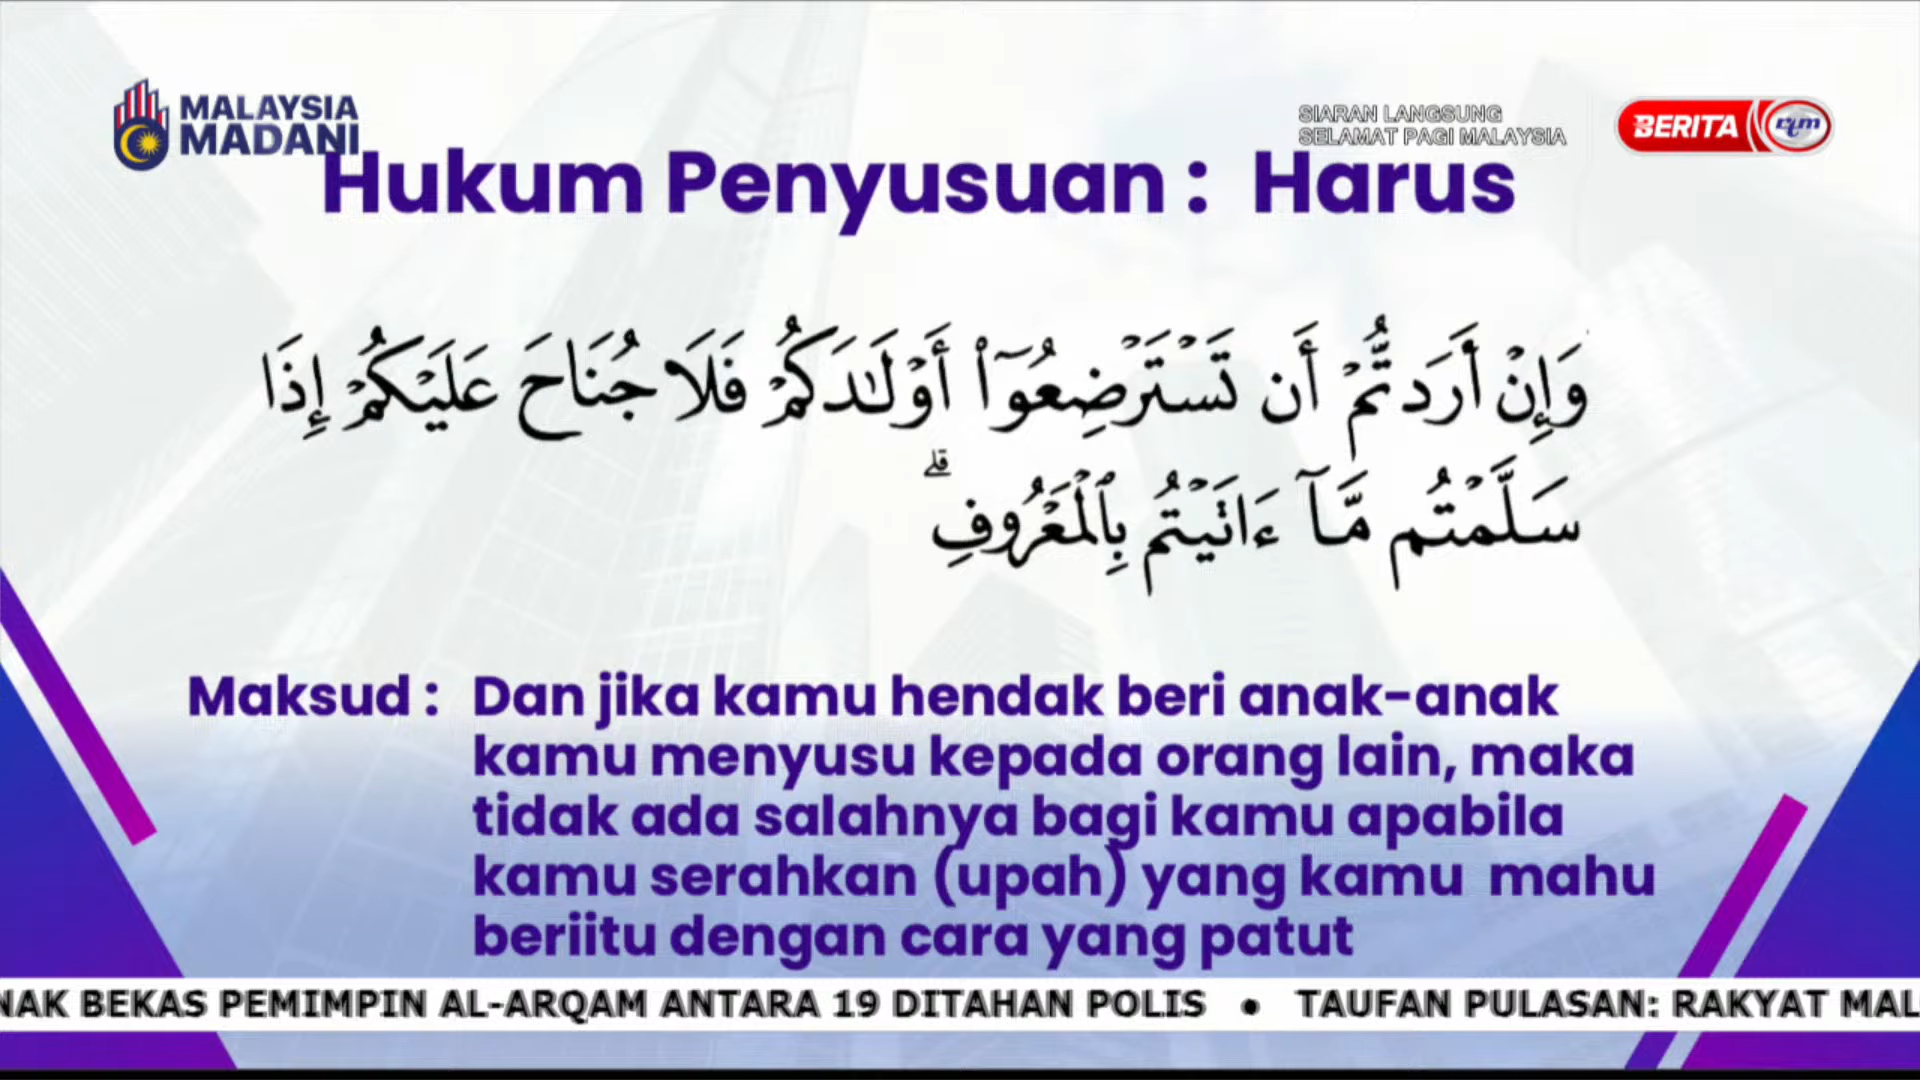 MALAYSIA
MADANI
SIARAN LANGSUNG
SELAMAT PAGI MALAYSIA
BERITA rtm
Hukum Penyusuan : Harus
وَإِنْ أَرَدتُّمْ أَن تَسْتَرْضِعُوٓا۟ أَوْلَـٰدَكُمْ فَلَا جُنَاحَ عَلَيْكُمْ إِذَا
سَلَّمْتُم مَّآ ءَاتَيْتُم بِٱلْمَعْرُوفِ ۗ
Maksud : Dan jika kamu hendak beri anak-anak
kamu menyusu kepada orang lain, maka
tidak ada salahnya bagi kamu apabila
kamu serahkan (upah) yang kamu mahu
beriitu dengan cara yang patut
NAK BEKAS PEMIMPIN AL-ARQAM ANTARA 19 DITAHAN POLIS • TAUFAN PULASAN: RAKYAT MAL